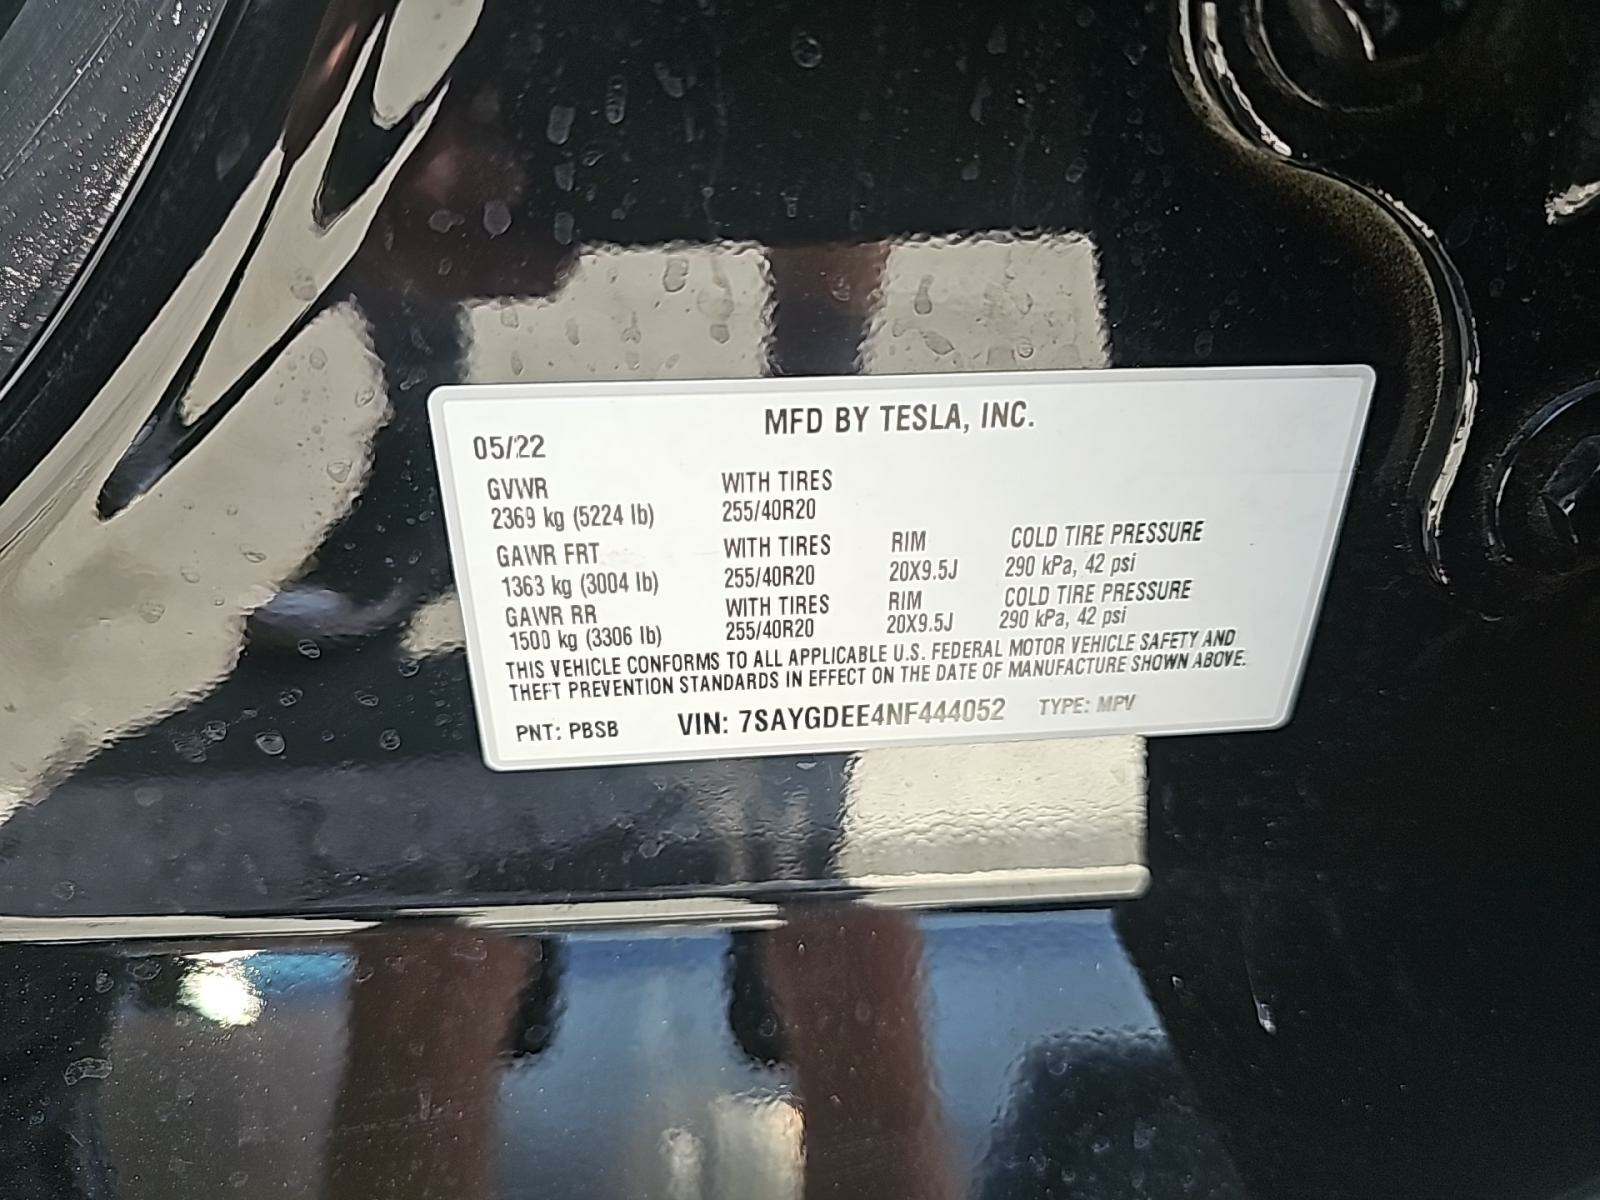 MFD BY TESLA, INC.
05/22
GVWR WITH TIRES
2369 kg (5224 lb) 255/40R20
GAWR FRT WITH TIRES RIM COLD TIRE PRESSURE
1363 kg (3004 lb) 255/40R20 20X9.5J 290 kPa, 42 psi
GAWR RR WITH TIRES RIM COLD TIRE PRESSURE
1500 kg (3306 lb) 255/40R20 20X9.5J 290 kPa, 42 psi
THIS VEHICLE CONFORMS TO ALL APPLICABLE U.S. FEDERAL MOTOR VEHICLE SAFETY AND
THEFT PREVENTION STANDARDS IN EFFECT ON THE DATE OF MANUFACTURE SHOWN ABOVE.
PNT: PBSB VIN: 7SAYGDEE4NF444052 TYPE: MPV